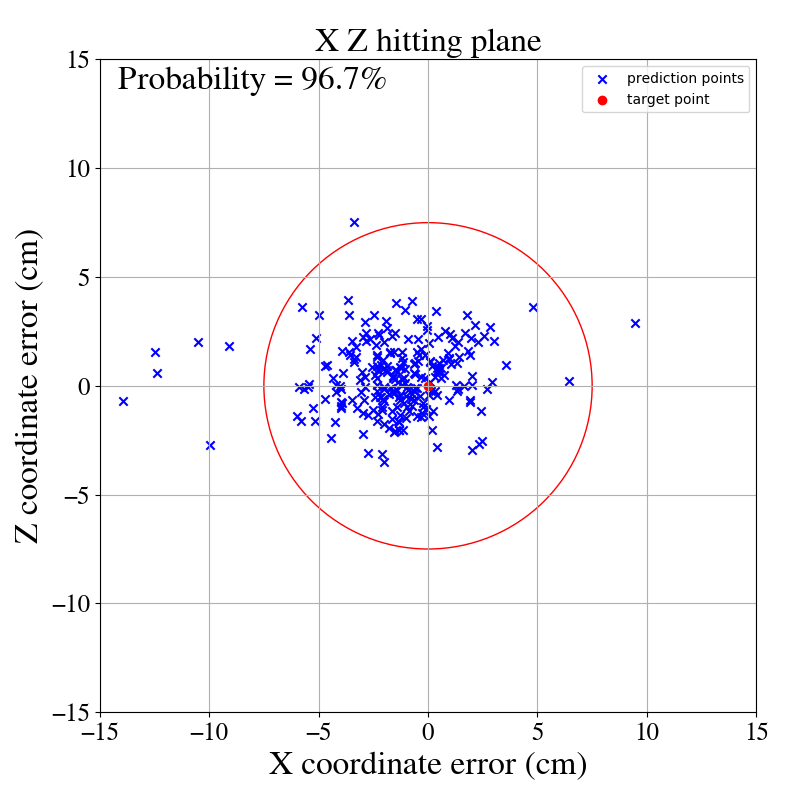 X Z hitting plane
Probability = 96.7%
prediction points
target point
Z coordinate error (cm)
15
10
5
0
−5
−10
−15
−15
−10
−5
0
5
10
15
X coordinate error (cm)